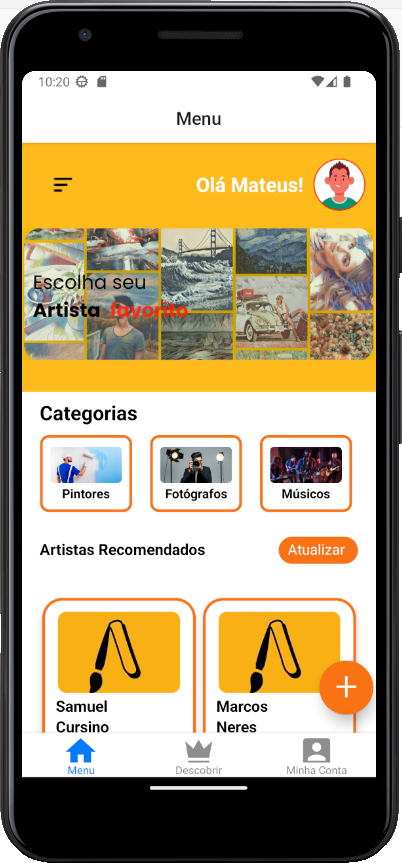 10:20
Menu
Olá Mateus!
Escolha seu
Artista favorito
Categorias
Pintores
Fotógrafos
Músicos
Artistas Recomendados
Atualizar
Samuel
Cursino
Marcos
Neres
Menu
Descobrir
Minha Conta